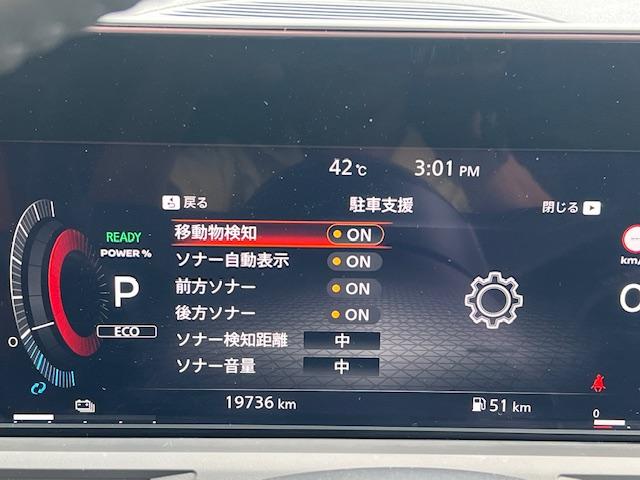 42℃ 3:01 PM
戻る 駐車支援 閉じる
移動物検知 ON
ソナー自動表示 ON
前方ソナー ON
後方ソナー ON
ソナー検知距離 中
ソナー音量 中
READY
POWER %
P
ECO
0
km/
0
19736 km
51 km
0